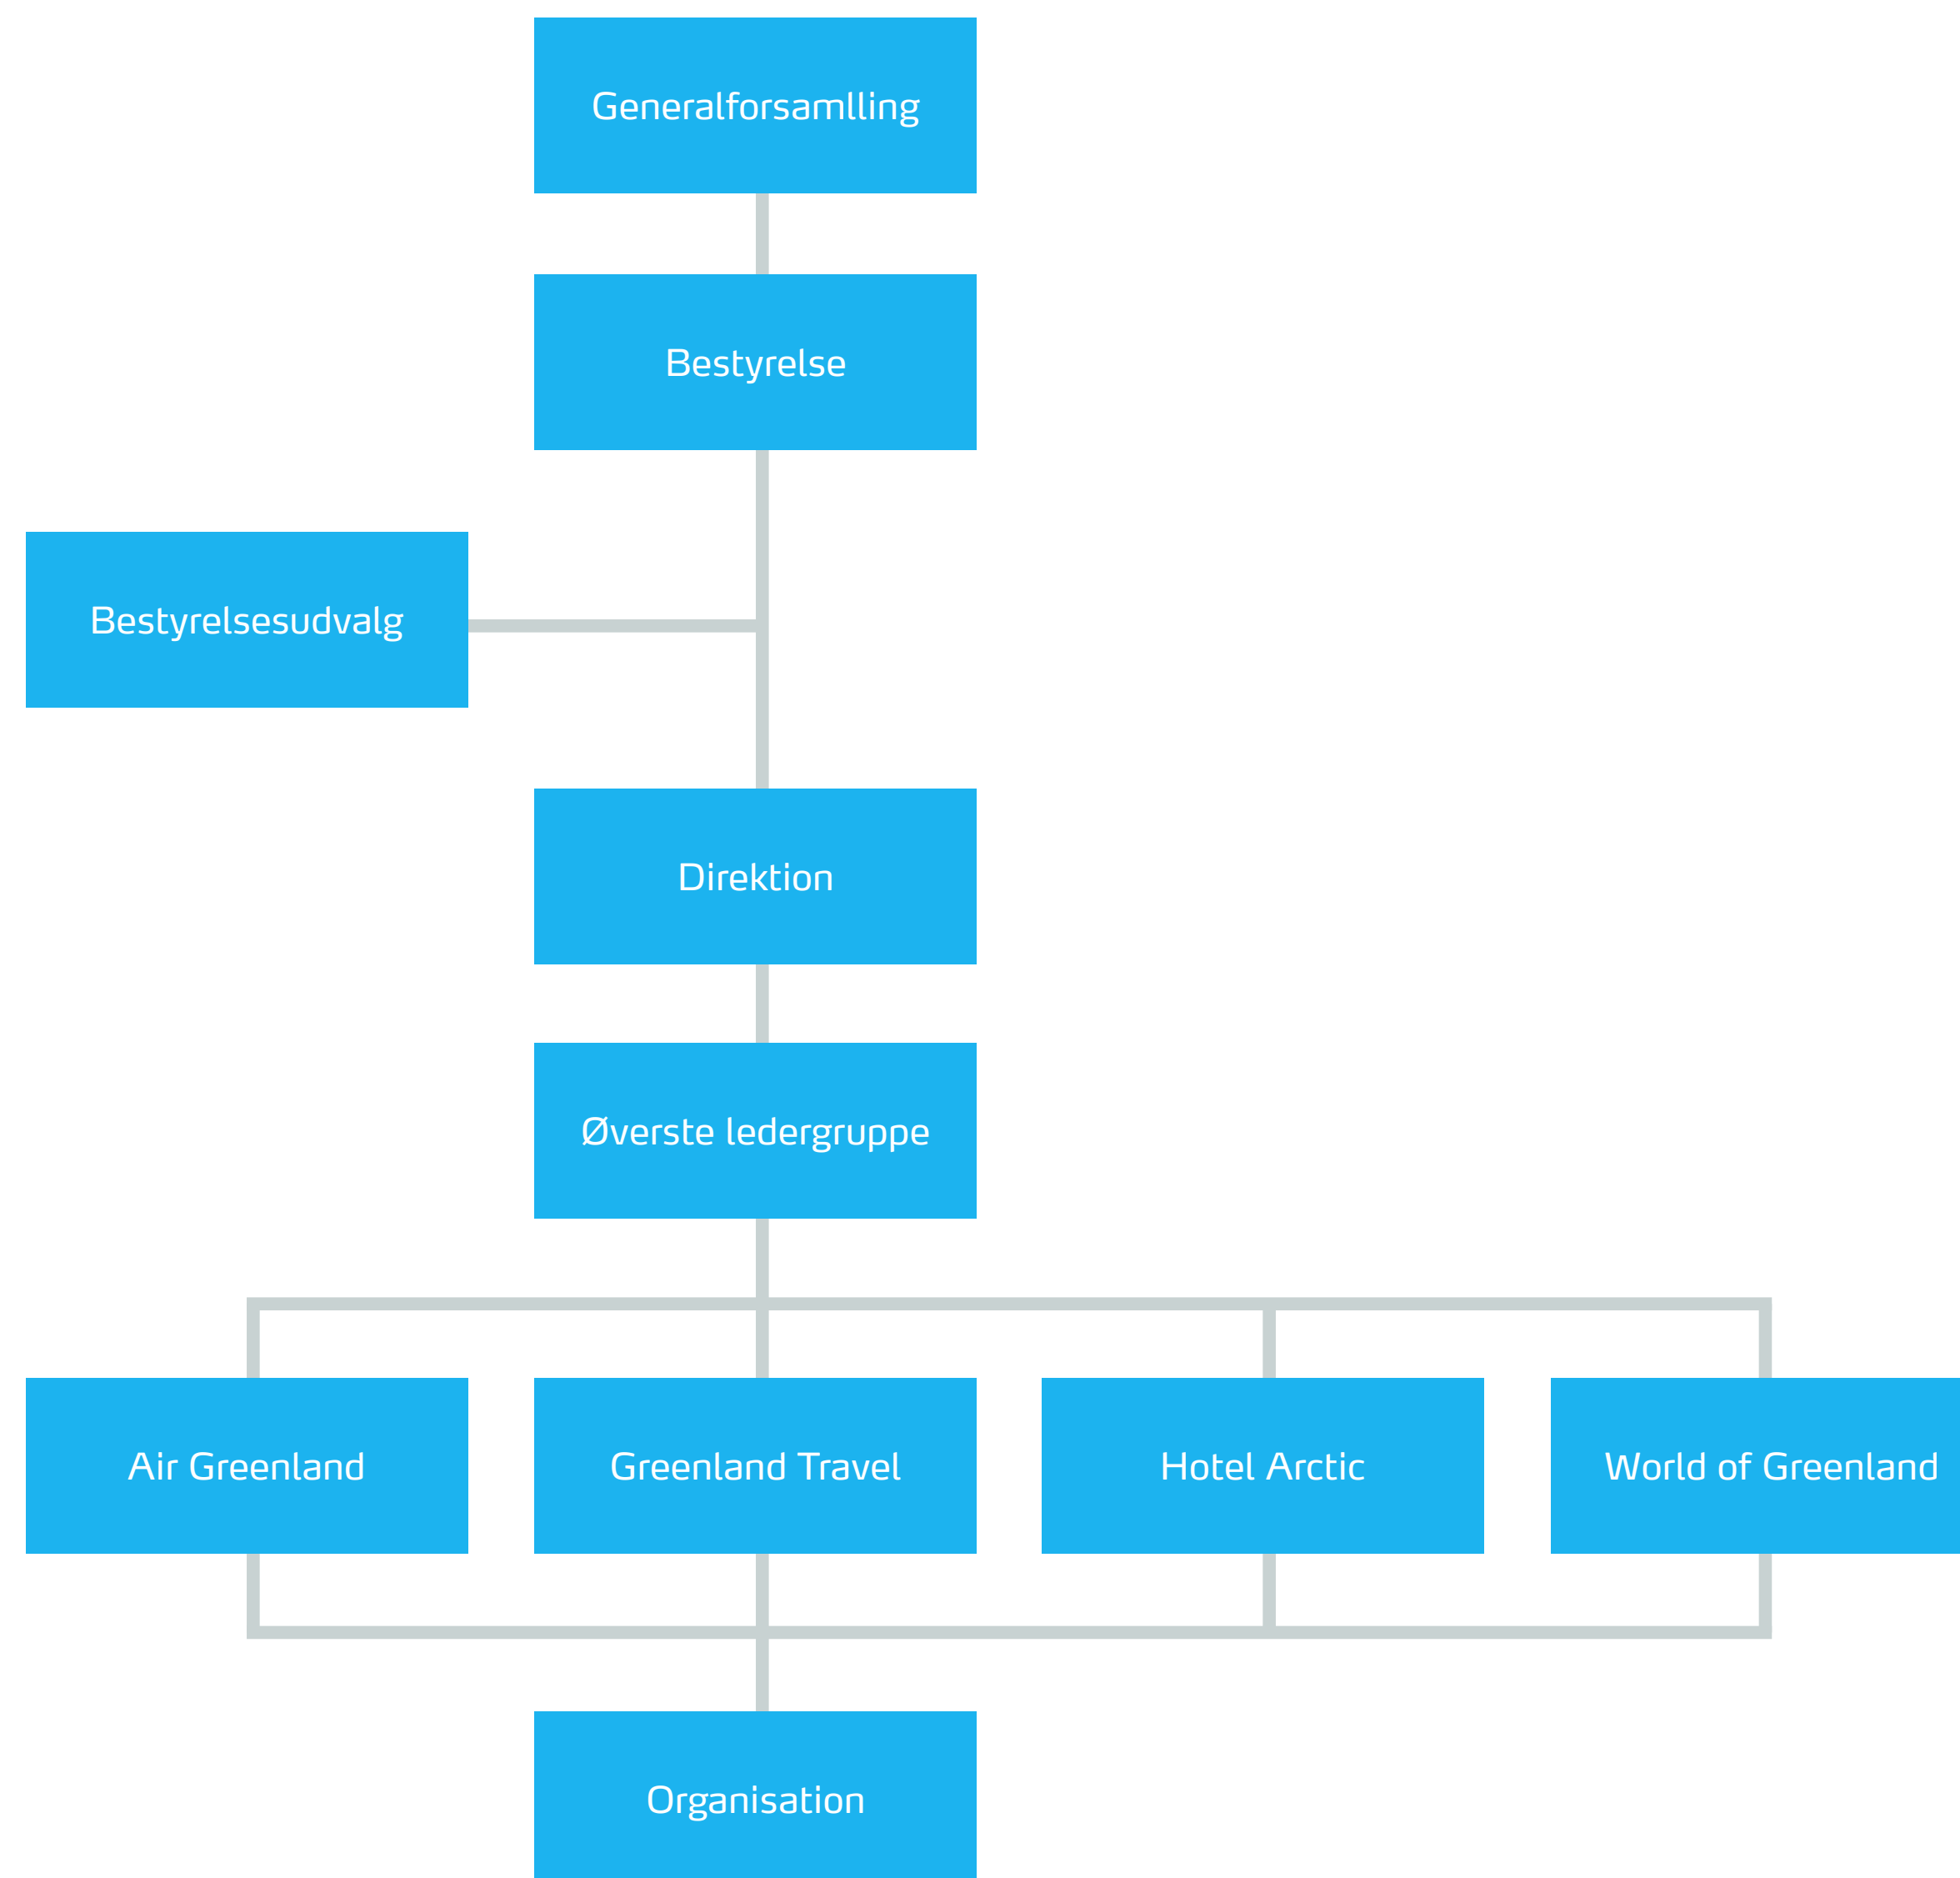 Generalforsamlling
Bestyrelse
Bestyrelsesudvalg
Direktion
Øverste ledergruppe
Air Greenland
Greenland Travel
Hotel Arctic
World of Greenland
Organisation